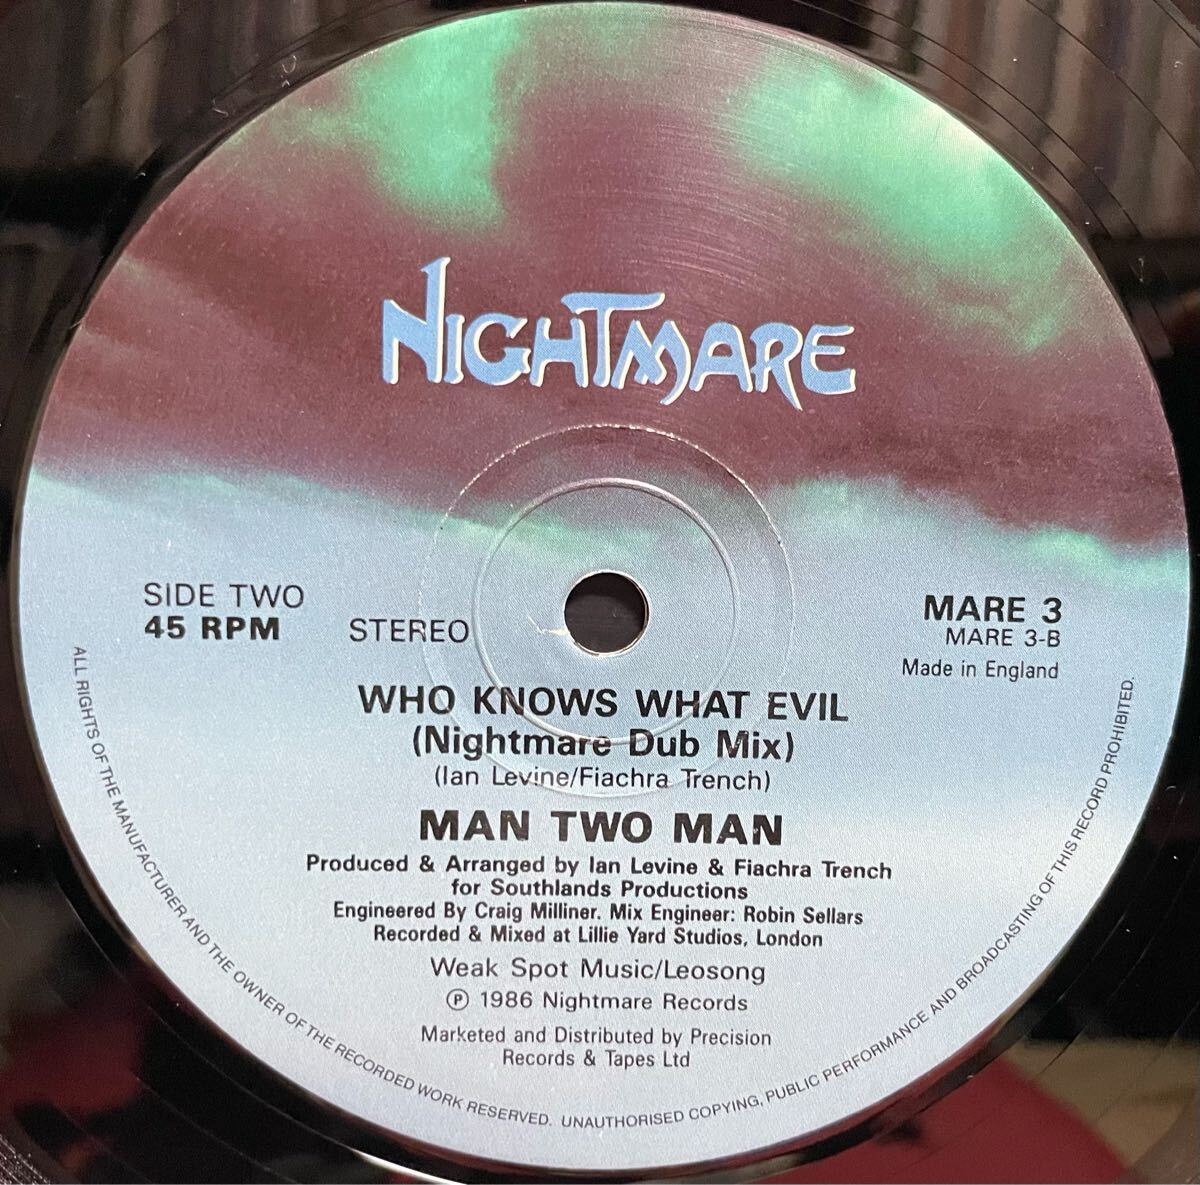 NIGHTMARE
SIDE TWO
45 RPM
STEREO
MARE 3
MARE 3-B
Made in England
WHO KNOWS WHAT EVIL
(Nightmare Dub Mix)
(Ian Levine/Fiachra Trench)
MAN TWO MAN
Produced & Arranged by Ian Levine & Fiachra Trench
for Southlands Productions
Engineered By Craig Milliner. Mix Engineer: Robin Sellars
Recorded & Mixed at Lillie Yard Studios, London
Weak Spot Music/Leosong
℗ 1986 Nightmare Records
Marketed and Distributed by Precision
Records & Tapes Ltd
ALL RIGHTS OF THE MANUFACTURER AND THE OWNER OF THE RECORDED WORK RESERVED. UNAUTHORISED COPYING, PUBLIC PERFORMANCE AND BROADCASTING OF THIS RECORD PROHIBITED.